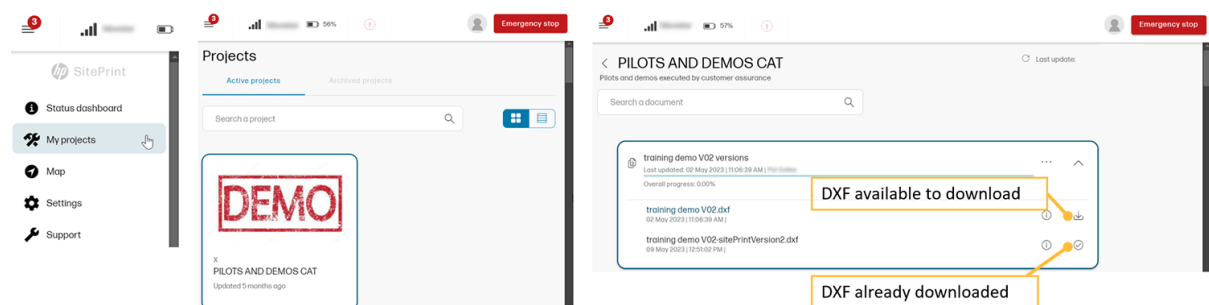 3
hp SitePrint
Status dashboard
My projects
Map
Settings
Support
3
56%
Emergency stop
Projects
Active projects
Archived projects
Search a project
DEMO
X
PILOTS AND DEMOS CAT
Updated 5 months ago
3
57%
Emergency stop
< PILOTS AND DEMOS CAT
Last update:
Pilots and demos executed by customer assurance
Search a document
training demo V02 versions
Last updated: 02 May 2023 | 11:06:39 AM |
Overall progress: 0.00%
DXF available to download
training demo V02.dxf
02 May 2023 | 11:06:39 AM |
training demo V02-sitePrintVersion2.dxf
09 May 2023 | 12:51:02 PM |
DXF already downloaded